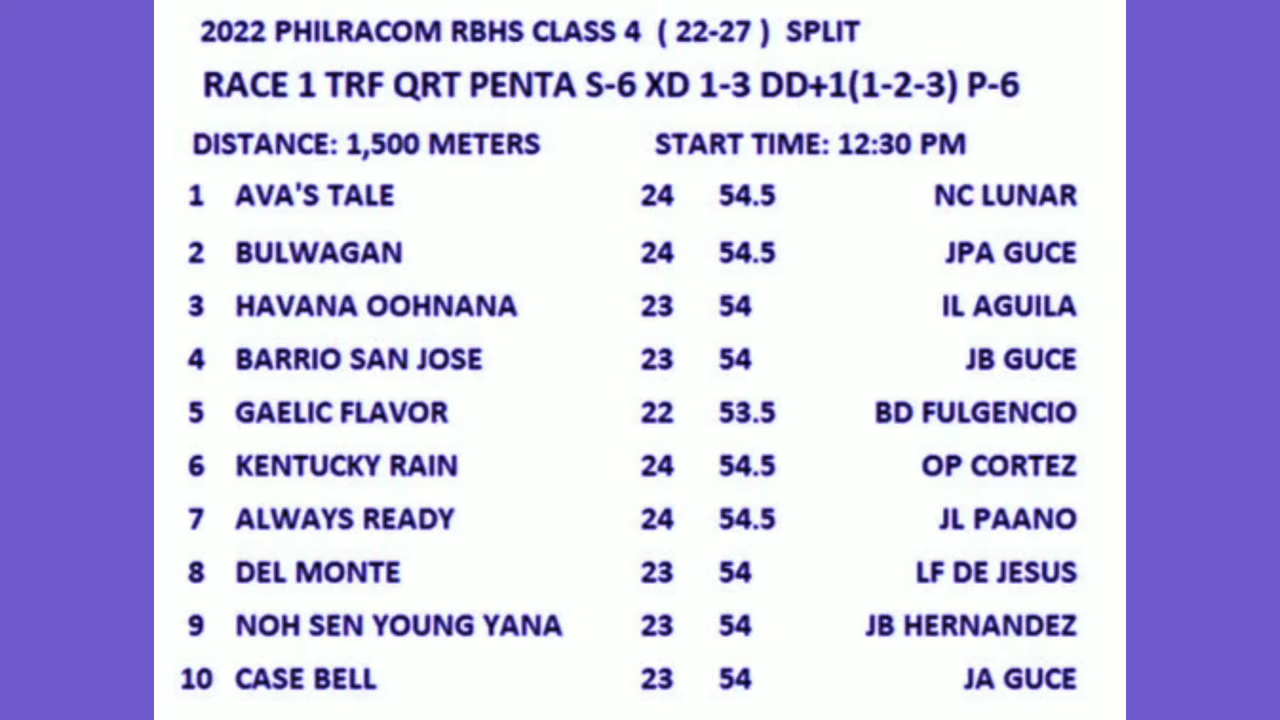 2022 PHILRACOM RBHS CLASS 4 ( 22-27 ) SPLIT
RACE 1 TRF QRT PENTA S-6 XD 1-3 DD+1(1-2-3) P-6
DISTANCE: 1,500 METERS START TIME: 12:30 PM
1 AVA'S TALE 24 54.5 NC LUNAR
2 BULWAGAN 24 54.5 JPA GUCE
3 HAVANA OOHNANA 23 54 IL AGUILA
4 BARRIO SAN JOSE 23 54 JB GUCE
5 GAELIC FLAVOR 22 53.5 BD FULGENCIO
6 KENTUCKY RAIN 24 54.5 OP CORTEZ
7 ALWAYS READY 24 54.5 JL PAANO
8 DEL MONTE 23 54 LF DE JESUS
9 NOH SEN YOUNG YANA 23 54 JB HERNANDEZ
10 CASE BELL 23 54 JA GUCE